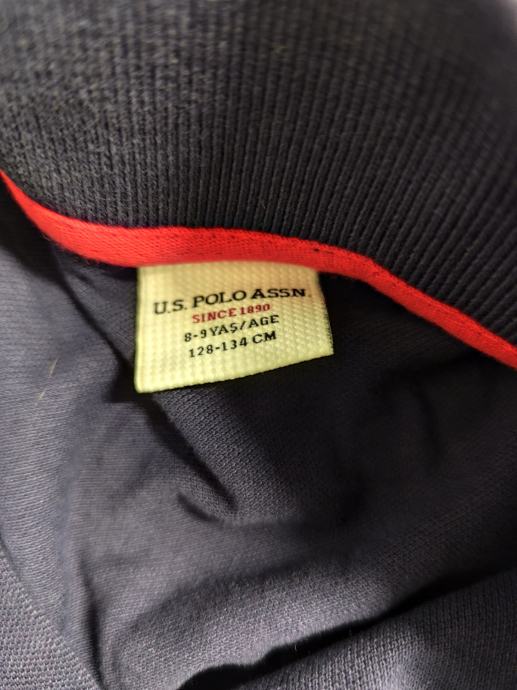 U.S. POLO ASSN.
SINCE 1890
8-9 YAŞ/AGE
128-134 CM